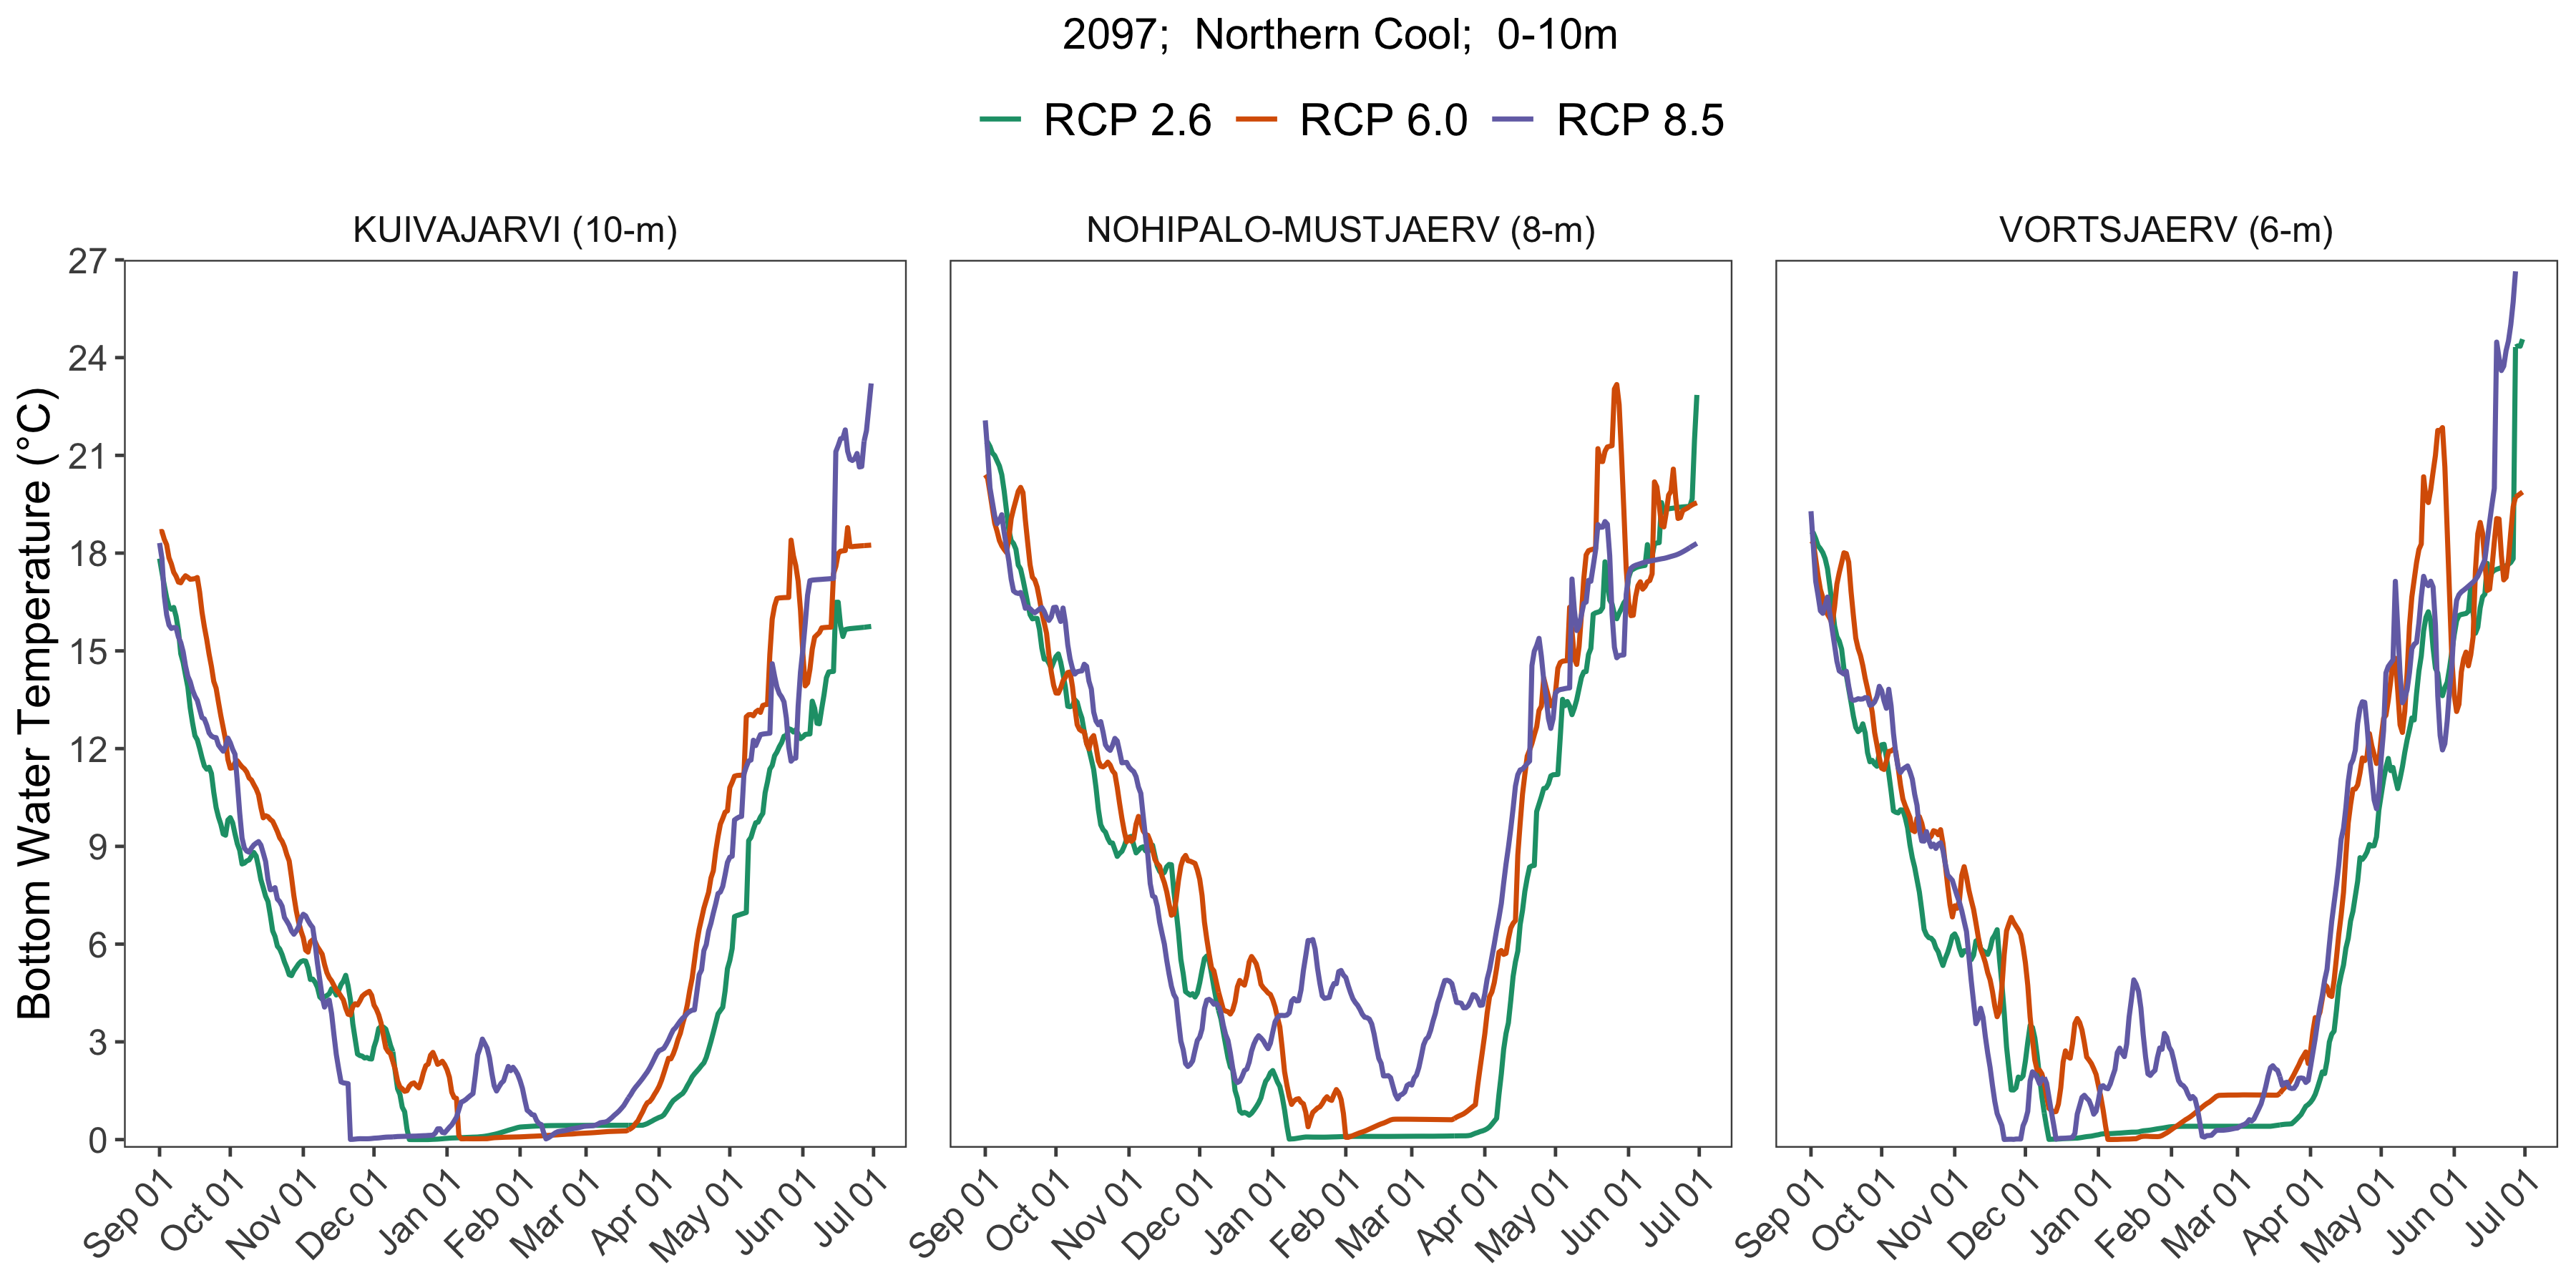 2097;  Northern Cool;  0-10m
RCP 2.6 RCP 6.0 RCP 8.5
KUIVAJARVI (10-m) NOHIPALO-MUSTJAERV (8-m) VORTSJAERV (6-m)
Bottom Water Temperature (°C)
27
24
21
18
15
12
9
6
3
0
Sep 01 Oct 01 Nov 01 Dec 01 Jan 01 Feb 01 Mar 01 Apr 01 May 01 Jun 01 Jul 01 Sep 01 Oct 01 Nov 01 Dec 01 Jan 01 Feb 01 Mar 01 Apr 01 May 01 Jun 01 Jul 01 Sep 01 Oct 01 Nov 01 Dec 01 Jan 01 Feb 01 Mar 01 Apr 01 May 01 Jun 01 Jul 01